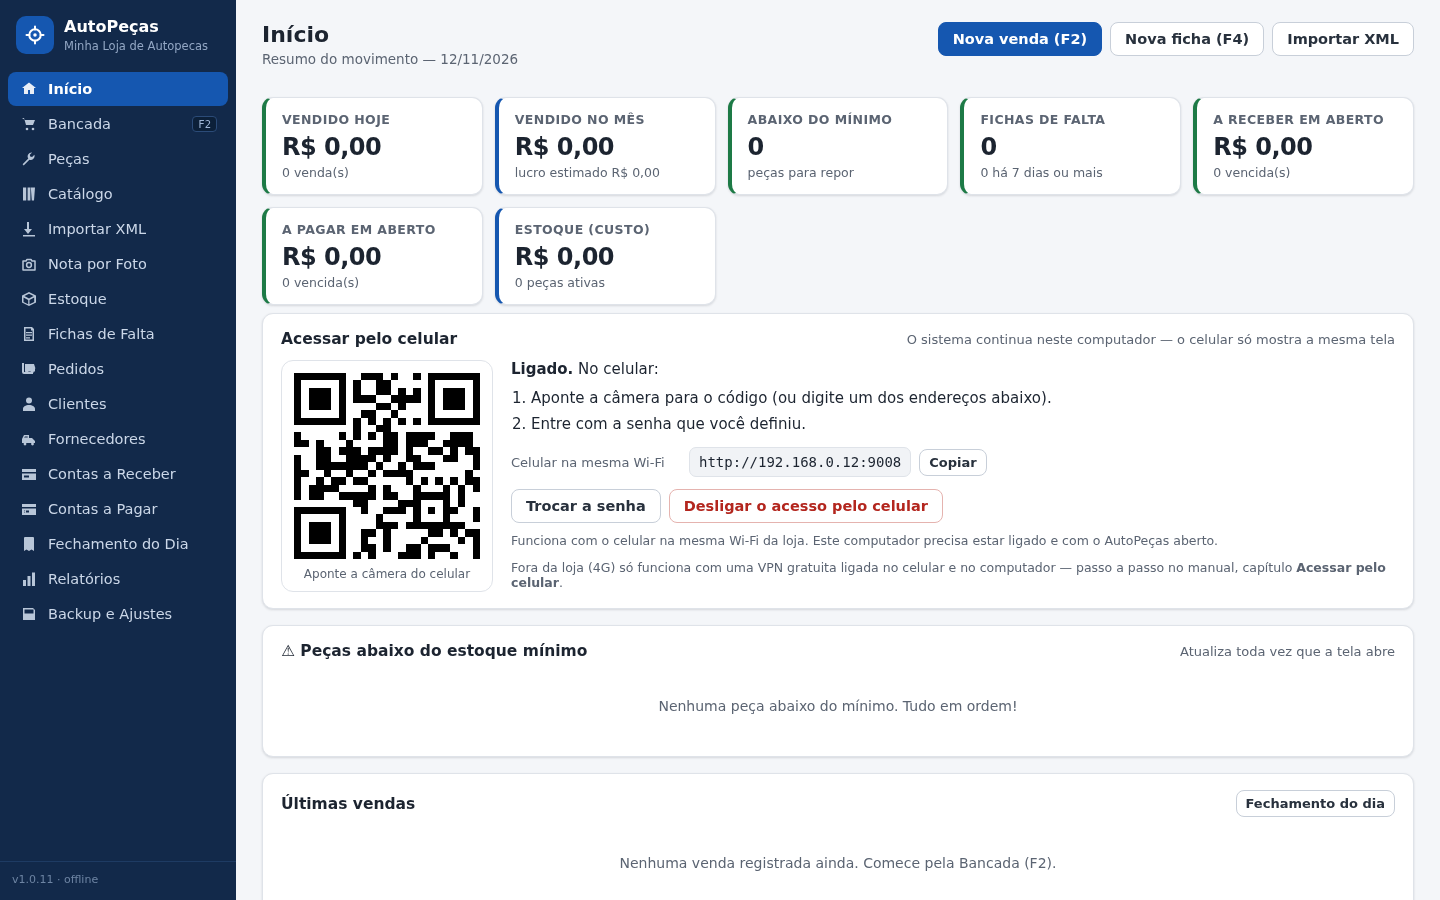 AutoPeças
Minha Loja de Autopecas
Início
Bancada F2
Peças
Catálogo
Importar XML
Nota por Foto
Estoque
Fichas de Falta
Pedidos
Clientes
Fornecedores
Contas a Receber
Contas a Pagar
Fechamento do Dia
Relatórios
Backup e Ajustes
v1.0.11 · offline
Início
Resumo do movimento — 12/11/2026
Nova venda (F2)
Nova ficha (F4)
Importar XML
VENDIDO HOJE
R$ 0,00
0 venda(s)
VENDIDO NO MÊS
R$ 0,00
lucro estimado R$ 0,00
ABAIXO DO MÍNIMO
0
peças para repor
FICHAS DE FALTA
0
0 há 7 dias ou mais
A RECEBER EM ABERTO
R$ 0,00
0 vencida(s)
A PAGAR EM ABERTO
R$ 0,00
0 vencida(s)
ESTOQUE (CUSTO)
R$ 0,00
0 peças ativas
Acessar pelo celular
O sistema continua neste computador — o celular só mostra a mesma tela
Aponte a câmera do celular
Ligado. No celular:
1. Aponte a câmera para o código (ou digite um dos endereços abaixo).
2. Entre com a senha que você definiu.
Celular na mesma Wi-Fi http://192.168.0.12:9008 Copiar
Trocar a senha
Desligar o acesso pelo celular
Funciona com o celular na mesma Wi-Fi da loja. Este computador precisa estar ligado e com o AutoPeças aberto.
Fora da loja (4G) só funciona com uma VPN gratuita ligada no celular e no computador — passo a passo no manual, capítulo Acessar pelo
celular.
⚠ Peças abaixo do estoque mínimo
Atualiza toda vez que a tela abre
Nenhuma peça abaixo do mínimo. Tudo em ordem!
Últimas vendas
Fechamento do dia
Nenhuma venda registrada ainda. Comece pela Bancada (F2).